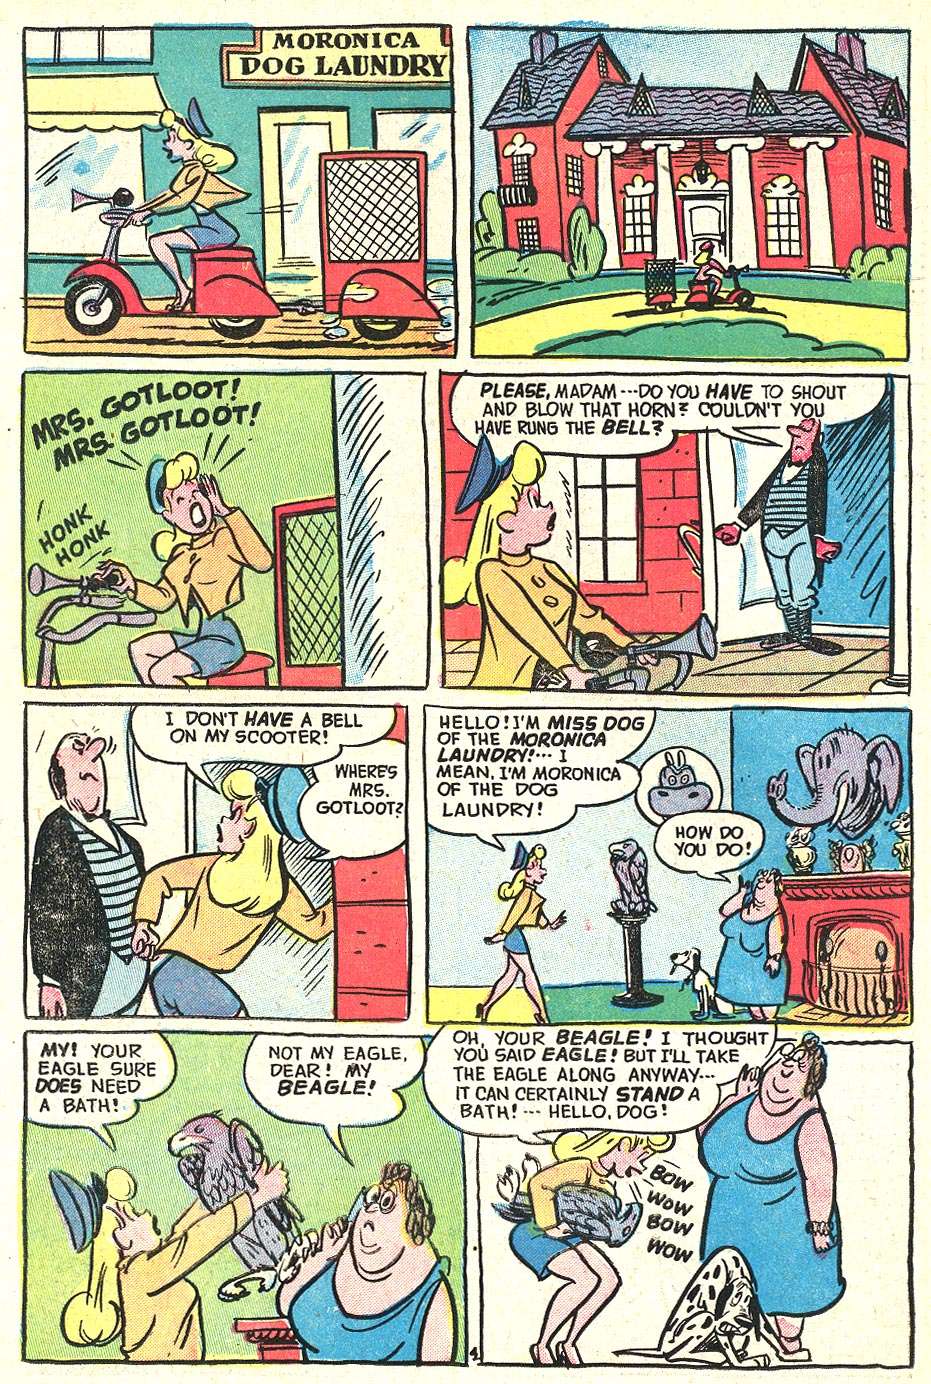 MORONICA
DOG LAUNDRY
MRS. GOTLOOT!
MRS. GOTLOOT!
HONK
HONK
PLEASE, MADAM---DO YOU HAVE TO SHOUT
AND BLOW THAT HORN? COULDN'T YOU
HAVE RUNG THE BELL?
I DON'T HAVE A BELL
ON MY SCOOTER!
WHERE'S
MRS.
GOTLOOT?
HELLO! I'M MISS DOG
OF THE MORONICA
LAUNDRY!--- I
MEAN, I'M MORONICA
OF THE DOG
LAUNDRY!
HOW DO
YOU DO!
MY! YOUR
EAGLE SURE
DOES NEED
A BATH!
NOT MY EAGLE,
DEAR! MY
BEAGLE!
OH, YOUR BEAGLE! I THOUGHT
YOU SAID EAGLE! BUT I'LL TAKE
THE EAGLE ALONG ANYWAY---
IT CAN CERTAINLY STAND A
BATH! --- HELLO, DOG!
BOW
WOW
BOW
WOW
4